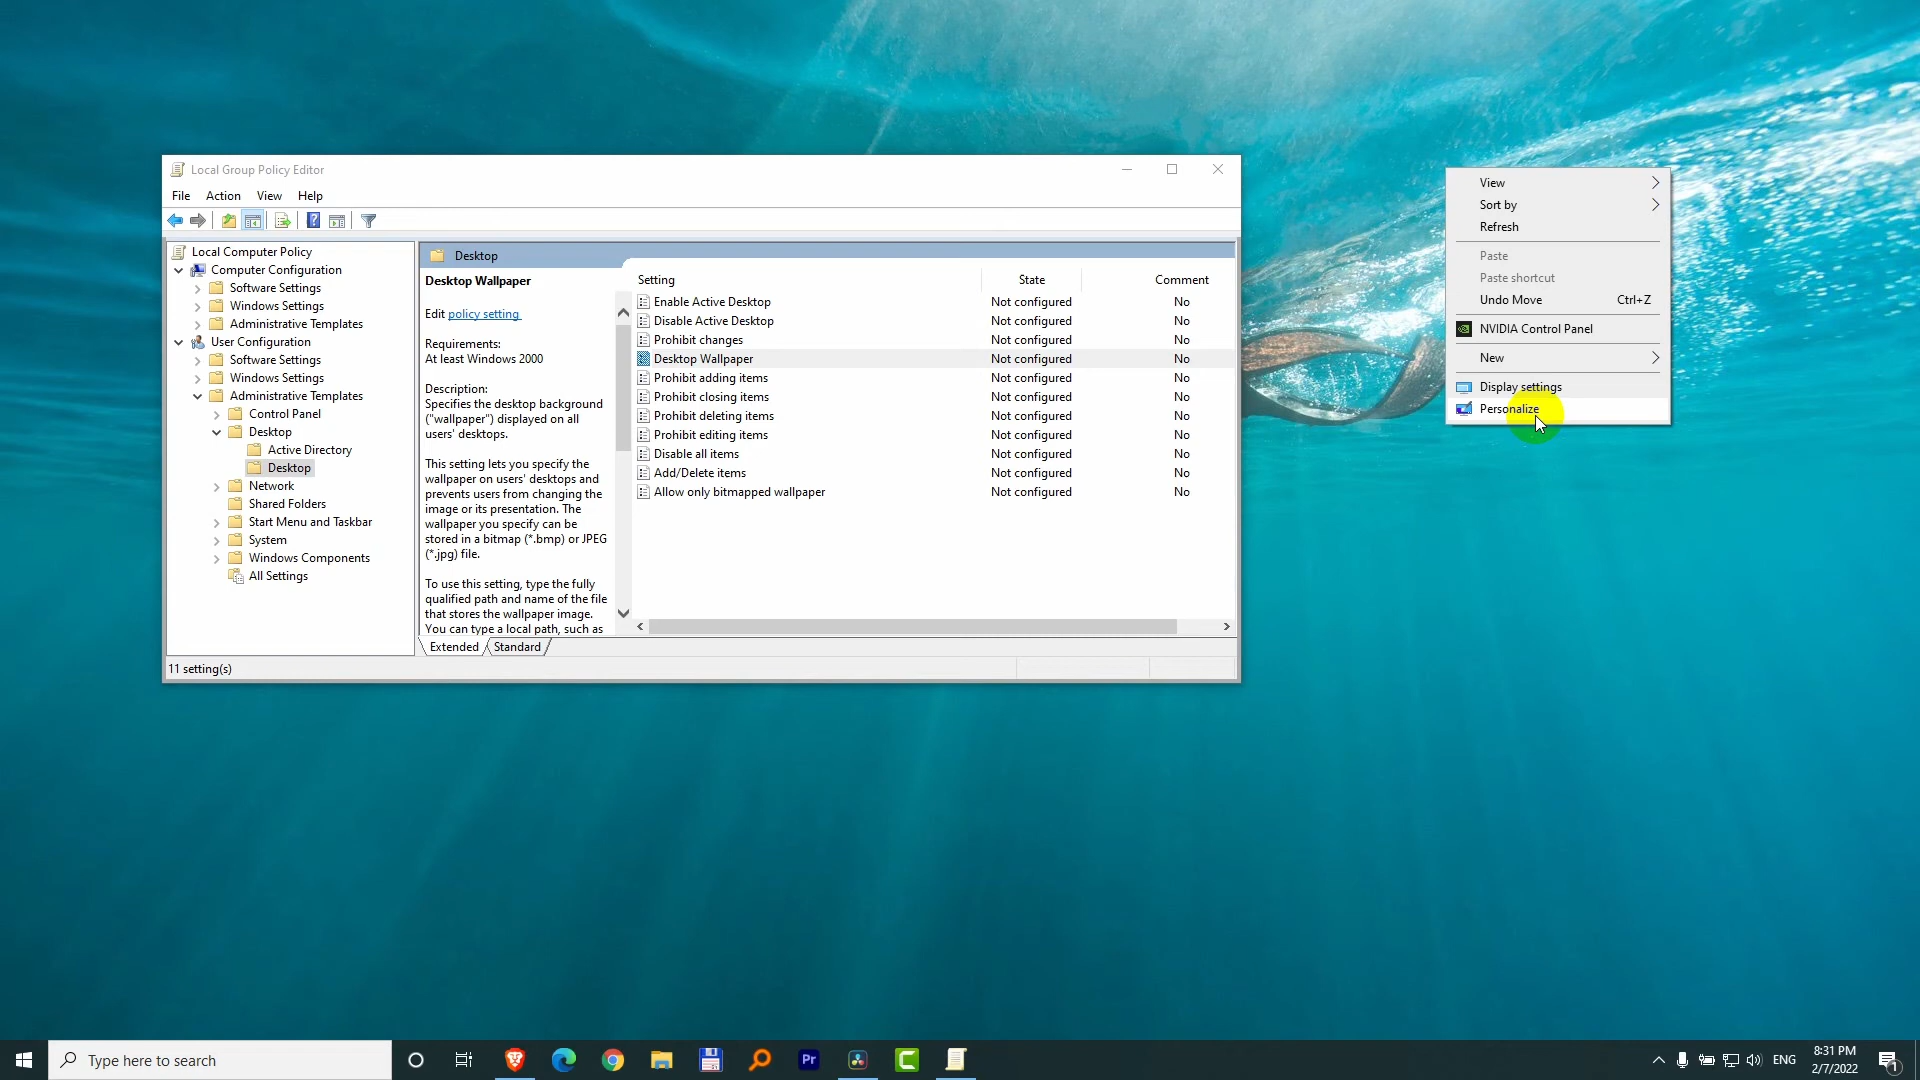 Local Group Policy Editor
File Action View Help
Local Computer Policy
Computer Configuration
Software Settings
Windows Settings
Administrative Templates
User Configuration
Software Settings
Windows Settings
Administrative Templates
Control Panel
Desktop
Active Directory
Desktop
Network
Shared Folders
Start Menu and Taskbar
System
Windows Components
All Settings
Desktop
Desktop Wallpaper
Edit policy setting
Requirements:
At least Windows 2000
Description:
Specifies the desktop background
("wallpaper") displayed on all
users' desktops.
This setting lets you specify the
wallpaper on users' desktops and
prevents users from changing the
image or its presentation. The
wallpaper you specify can be
stored in a bitmap (*.bmp) or JPEG
(*.jpg) file.
To use this setting, type the fully
qualified path and name of the file
that stores the wallpaper image.
You can type a local path, such as
Setting State Comment
Enable Active Desktop Not configured No
Disable Active Desktop Not configured No
Prohibit changes Not configured No
Desktop Wallpaper Not configured No
Prohibit adding items Not configured No
Prohibit closing items Not configured No
Prohibit deleting items Not configured No
Prohibit editing items Not configured No
Disable all items Not configured No
Add/Delete items Not configured No
Allow only bitmapped wallpaper Not configured No
Extended Standard
11 setting(s)
View
Sort by
Refresh
Paste
Paste shortcut
Undo Move Ctrl+Z
NVIDIA Control Panel
New
Display settings
Personalize
Type here to search
Pr
ENG
8:31 PM
2/7/2022
1